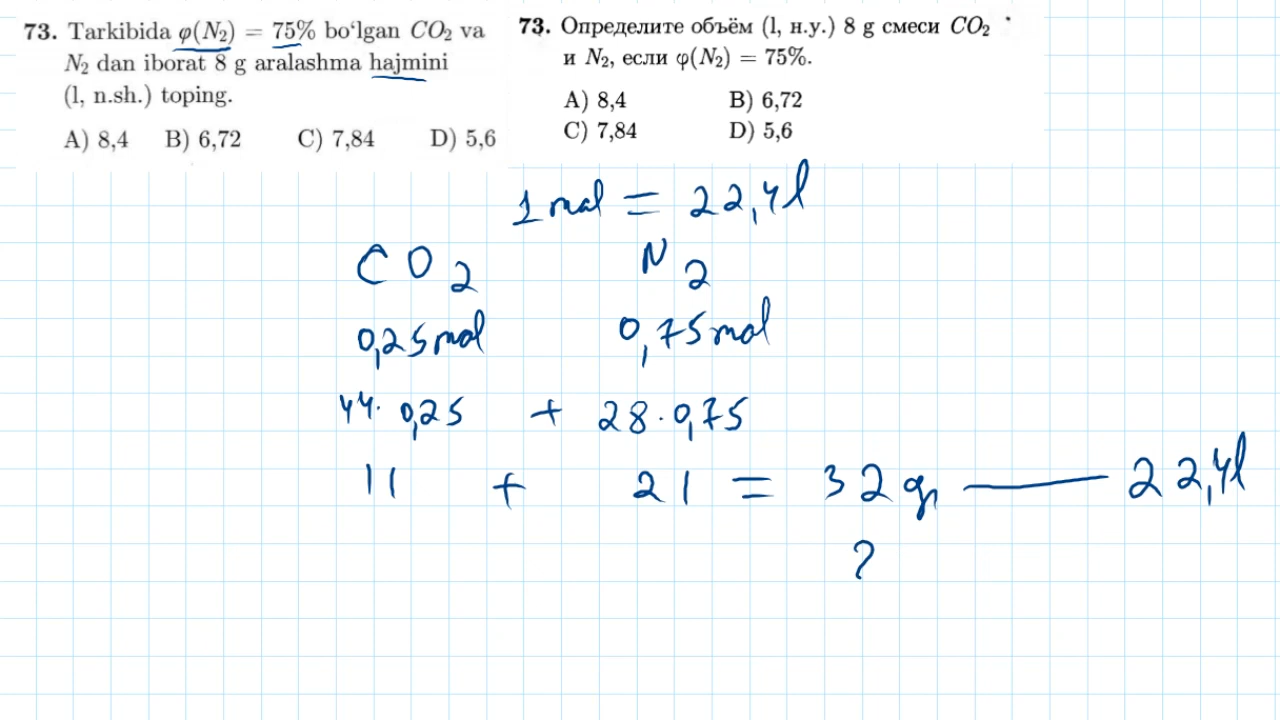 73. Tarkibida φ(N₂) = 75% bo‘lgan CO₂ va
N₂ dan iborat 8 g aralashma hajmini
(l, n.sh.) toping.
A) 8,4 B) 6,72 C) 7,84 D) 5,6
73. Определите объём (l, н.у.) 8 g смеси CO₂
и N₂, если φ(N₂) = 75%.
A) 8,4 B) 6,72
C) 7,84 D) 5,6
1 mol = 22,4 l
CO₂ N₂
0,25 mol 0,75 mol
44·0,25 + 28·0,75
11 + 21 = 32 g — 22,4 l
?